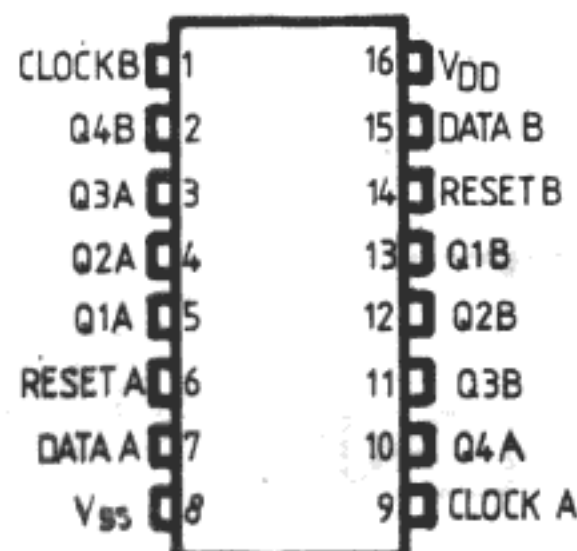 CLOCKB 1 16 VDD
Q4B 2 15 DATA B
Q3A 3 14 RESET B
Q2A 4 13 Q1B
Q1A 5 12 Q2B
RESET A 6 11 Q3B
DATA A 7 10 Q4A
VSS 8 9 CLOCK A